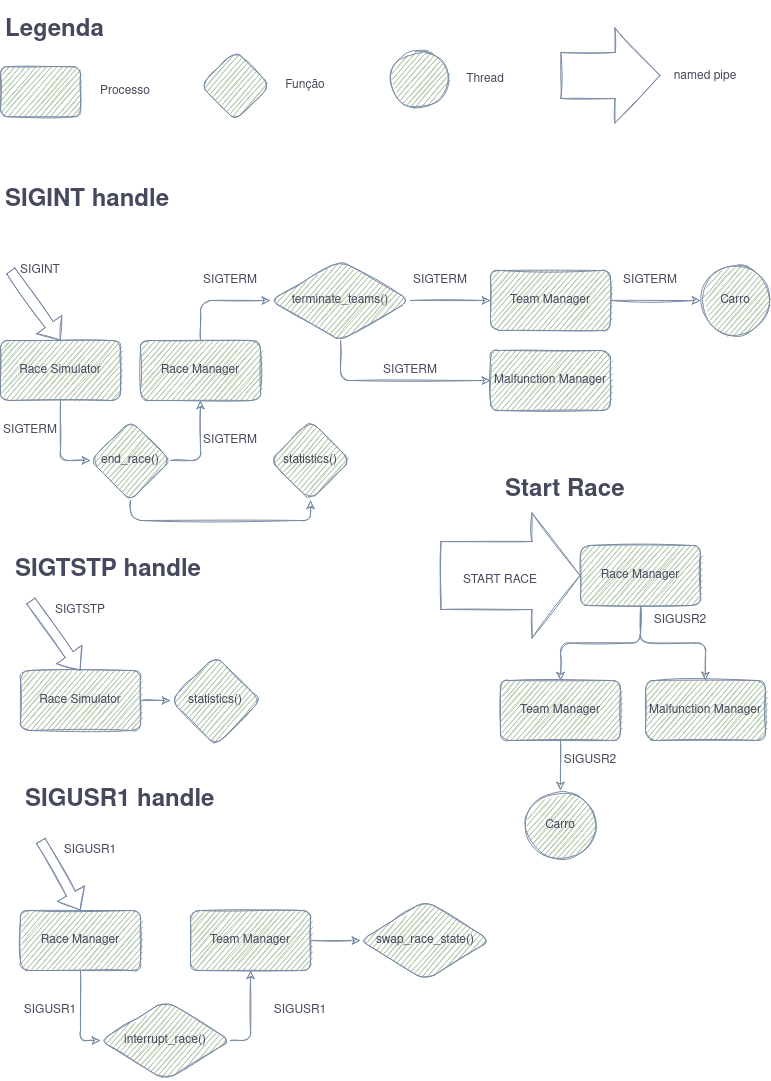 Legenda
Processo
Função
Thread
named pipe
SIGINT handle
SIGINT
SIGTERM
SIGTERM
SIGTERM
terminate_teams()
Team Manager
Carro
Race Simulator
Race Manager
SIGTERM
Malfunction Manager
SIGTERM
SIGTERM
end_race()
statistics()
Start Race
START RACE
Race Manager
SIGUSR2
Team Manager
Malfunction Manager
SIGUSR2
Carro
SIGTSTP handle
SIGTSTP
Race Simulator
statistics()
SIGUSR1 handle
SIGUSR1
Race Manager
Team Manager
swap_race_state()
SIGUSR1
SIGUSR1
interrupt_race()